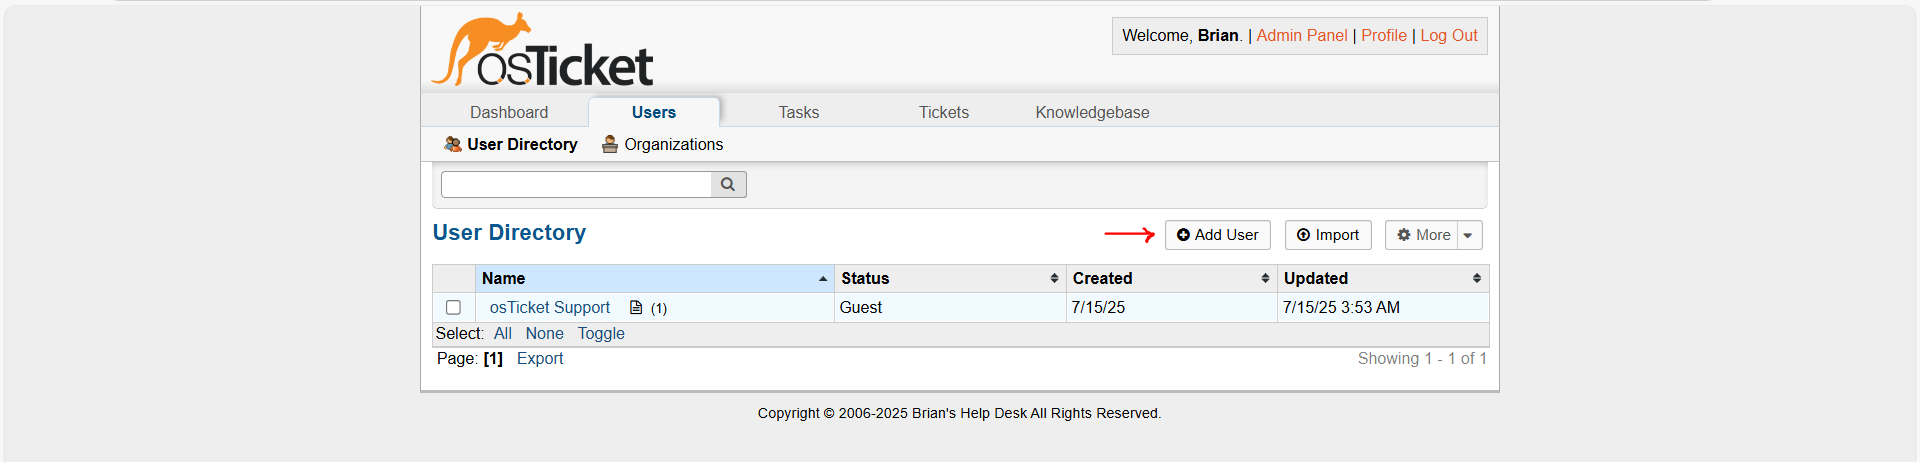 osTicket
Welcome, Brian. | Admin Panel | Profile | Log Out
Dashboard Users Tasks Tickets Knowledgebase
User Directory Organizations
User Directory
Add User Import More
Name Status Created Updated
osTicket Support (1) Guest 7/15/25 7/15/25 3:53 AM
Select: All None Toggle
Page: [1] Export Showing 1 - 1 of 1
Copyright © 2006-2025 Brian's Help Desk All Rights Reserved.